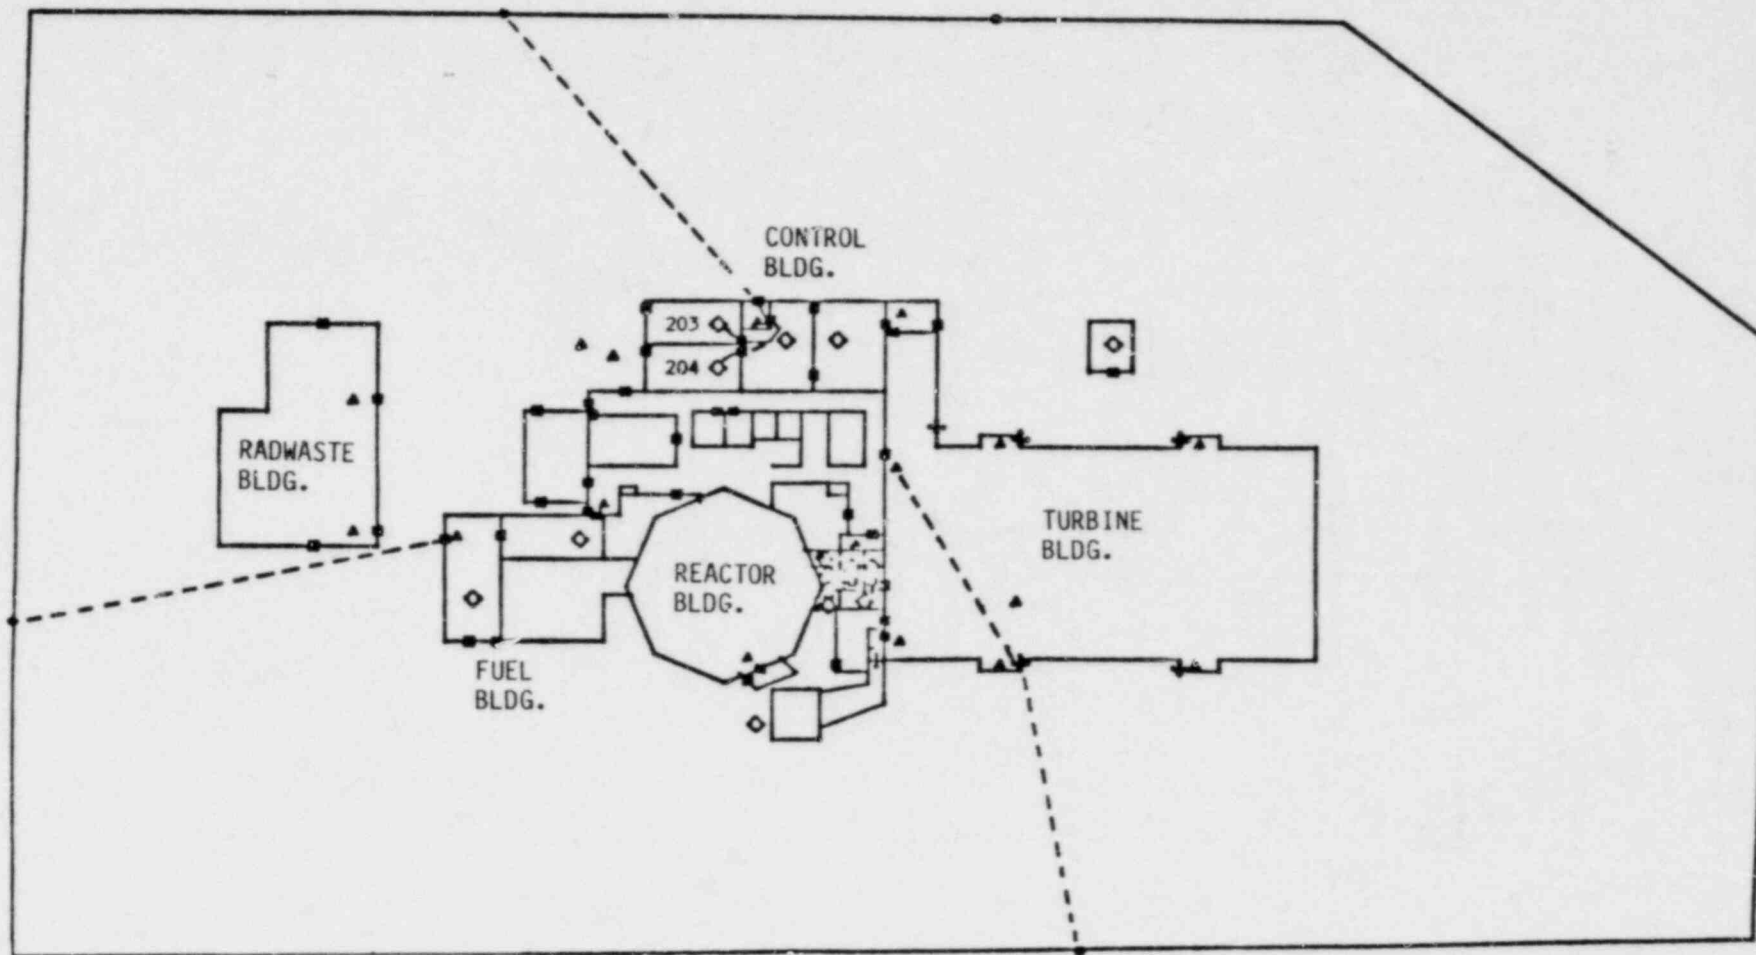 CONTROL
BLDG.
203
204
RADWASTE
BLDG.
TURBINE
BLDG.
REACTOR
BLDG.
FUEL
BLDG.